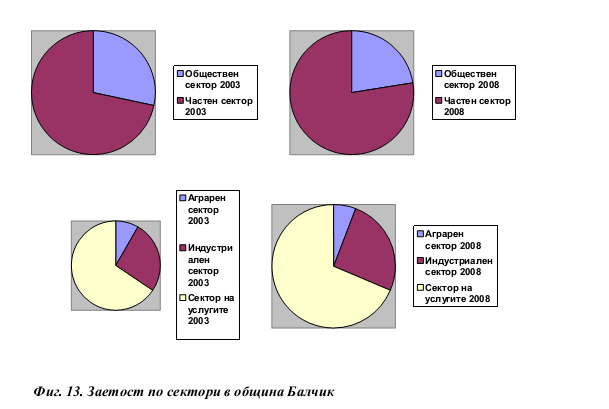 Обществен
сектор 2003
Частен сектор
2003
Обществен
сектор 2008
Частен сектор
2008
Аграрен
сектор
2003
Индустри
ален
сектор
2003
Сектор на
услугите
2003
Аграрен
сектор 2008
Индустриален
сектор 2008
Сектор на
услугите 2008
Фиг. 13. Заетост по сектори в община Балчик